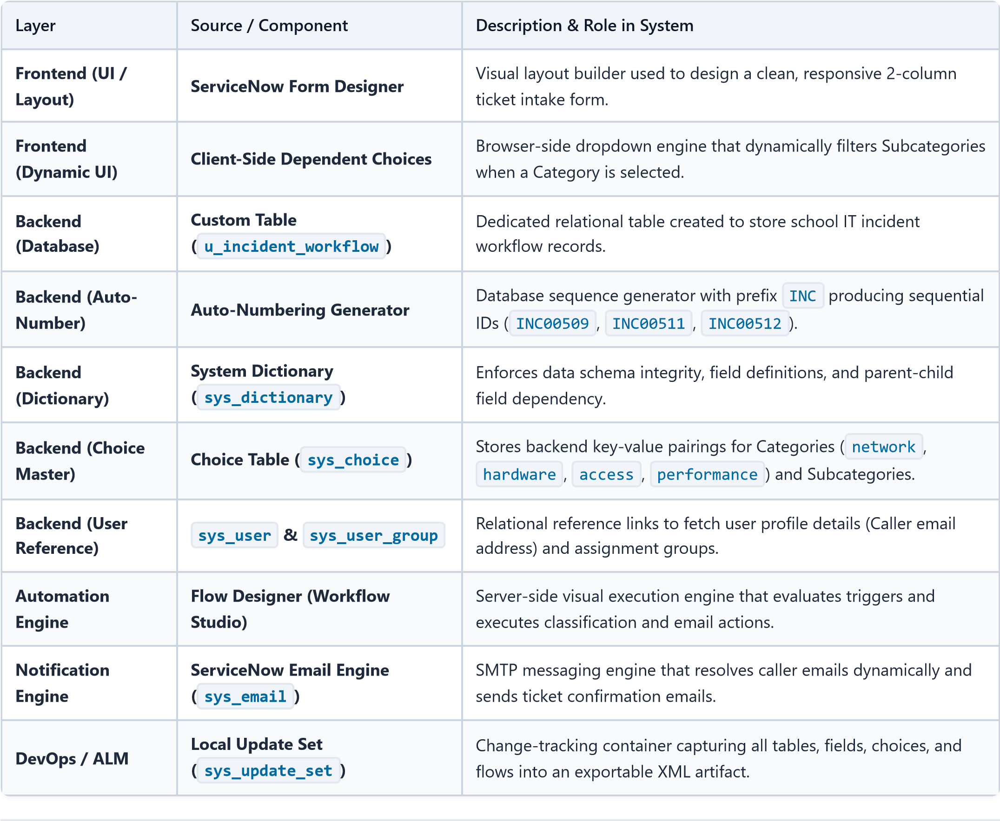 Layer
Source / Component
Description & Role in System
Frontend (UI /
Layout)
ServiceNow Form Designer
Visual layout builder used to design a clean, responsive 2-column
ticket intake form.
Frontend
(Dynamic UI)
Client-Side Dependent Choices
Browser-side dropdown engine that dynamically filters Subcategories
when a Category is selected.
Backend
(Database)
Custom Table
( u_incident_workflow )
Dedicated relational table created to store school IT incident
workflow records.
Backend (Auto-
Number)
Auto-Numbering Generator
Database sequence generator with prefix INC producing sequential
IDs ( INC00509 , INC00511 , INC00512 ).
Backend
(Dictionary)
System Dictionary
( sys_dictionary )
Enforces data schema integrity, field definitions, and parent-child
field dependency.
Backend (Choice
Master)
Choice Table ( sys_choice )
Stores backend key-value pairings for Categories ( network ,
hardware , access , performance ) and Subcategories.
Backend (User
Reference)
sys_user & sys_user_group
Relational reference links to fetch user profile details (Caller email
address) and assignment groups.
Automation
Engine
Flow Designer (Workflow
Studio)
Server-side visual execution engine that evaluates triggers and
executes classification and email actions.
Notification
Engine
ServiceNow Email Engine
( sys_email )
SMTP messaging engine that resolves caller emails dynamically and
sends ticket confirmation emails.
DevOps / ALM
Local Update Set
( sys_update_set )
Change-tracking container capturing all tables, fields, choices, and
flows into an exportable XML artifact.